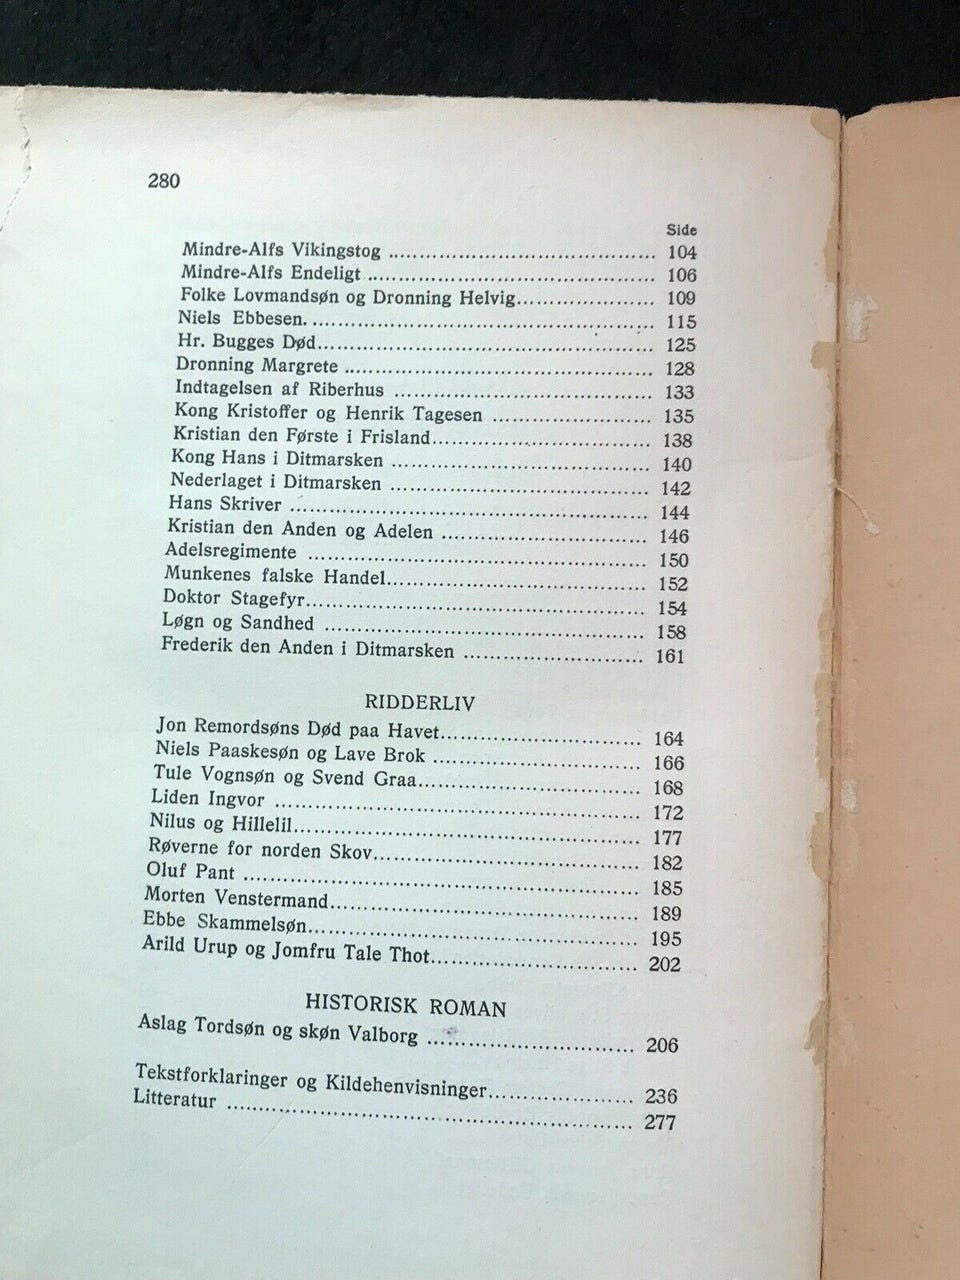 280
Side
Mindre-Alfs Vikingstog ........................................ 104
Mindre-Alfs Endeligt ........................................... 106
Folke Lovmandsøn og Dronning Helvig..................... 109
Niels Ebbesen. ................................................... 115
Hr. Bugges Død.................................................. 125
Dronning Margrete .............................................. 128
Indtagelsen af Riberhus ....................................... 133
Kong Kristoffer og Henrik Tagesen ........................ 135
Kristian den Første i Frisland................................. 138
Kong Hans i Ditmarsken ....................................... 140
Nederlaget i Ditmarsken ....................................... 142
Hans Skriver ..................................................... 144
Kristian den Anden og Adelen ............................... 146
Adelsregimente .................................................. 150
Munkenes falske Handel....................................... 152
Doktor Stagefyr.................................................. 154
Løgn og Sandhed ................................................ 158
Frederik den Anden i Ditmarsken ........................... 161
RIDDERLIV
Jon Remordsøns Død paa Havet.............................. 164
Niels Paaskesøn og Lave Brok ............................... 166
Tule Vognsøn og Svend Graa................................. 168
Liden Ingvor ..................................................... 172
Nilus og Hillelil................................................... 177
Røverne for norden Skov....................................... 182
Oluf Pant .......................................................... 185
Morten Venstermand............................................ 189
Ebbe Skammelsøn................................................ 195
Arild Urup og Jomfru Tale Thot.............................. 202
HISTORISK ROMAN
Aslag Tordsøn og skøn Valborg .............................. 206
Tekstforklaringer og Kildehenvisninger..................... 236
Litteratur .......................................................... 277